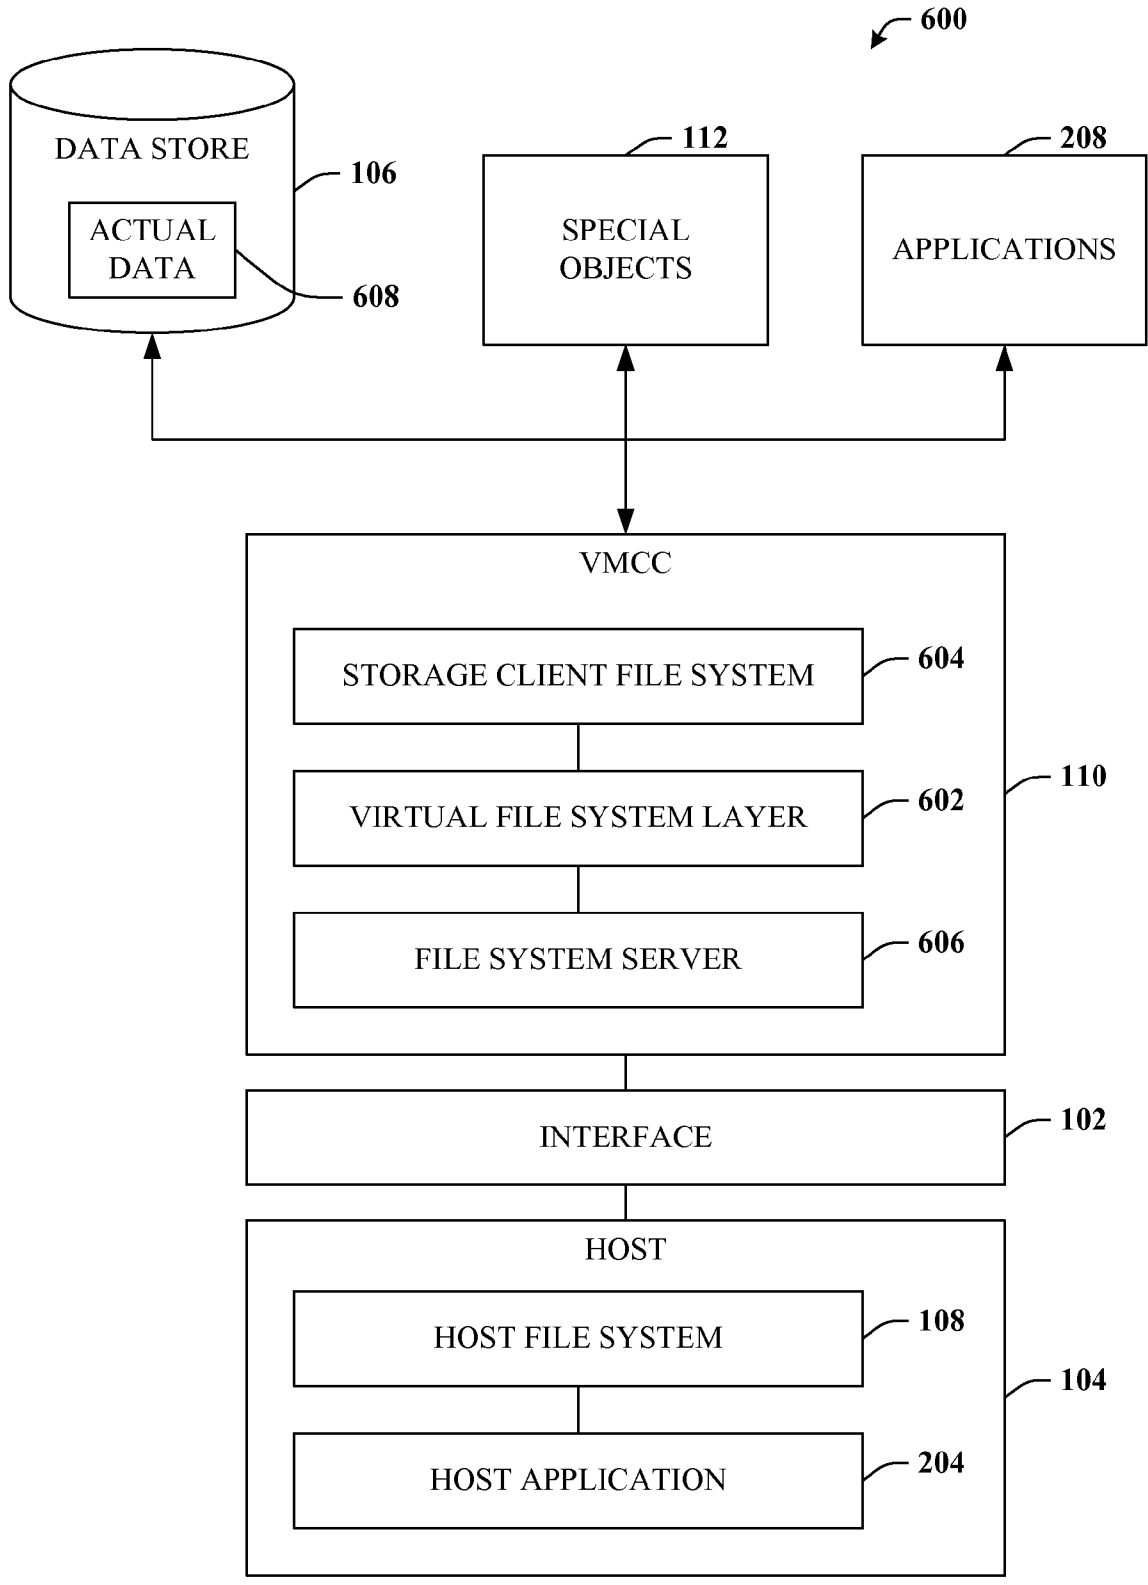 600
DATA STORE
106
ACTUAL
DATA
608
112
SPECIAL
OBJECTS
208
APPLICATIONS
VMCC
STORAGE CLIENT FILE SYSTEM
604
VIRTUAL FILE SYSTEM LAYER
602
110
FILE SYSTEM SERVER
606
INTERFACE
102
HOST
HOST FILE SYSTEM
108
104
HOST APPLICATION
204